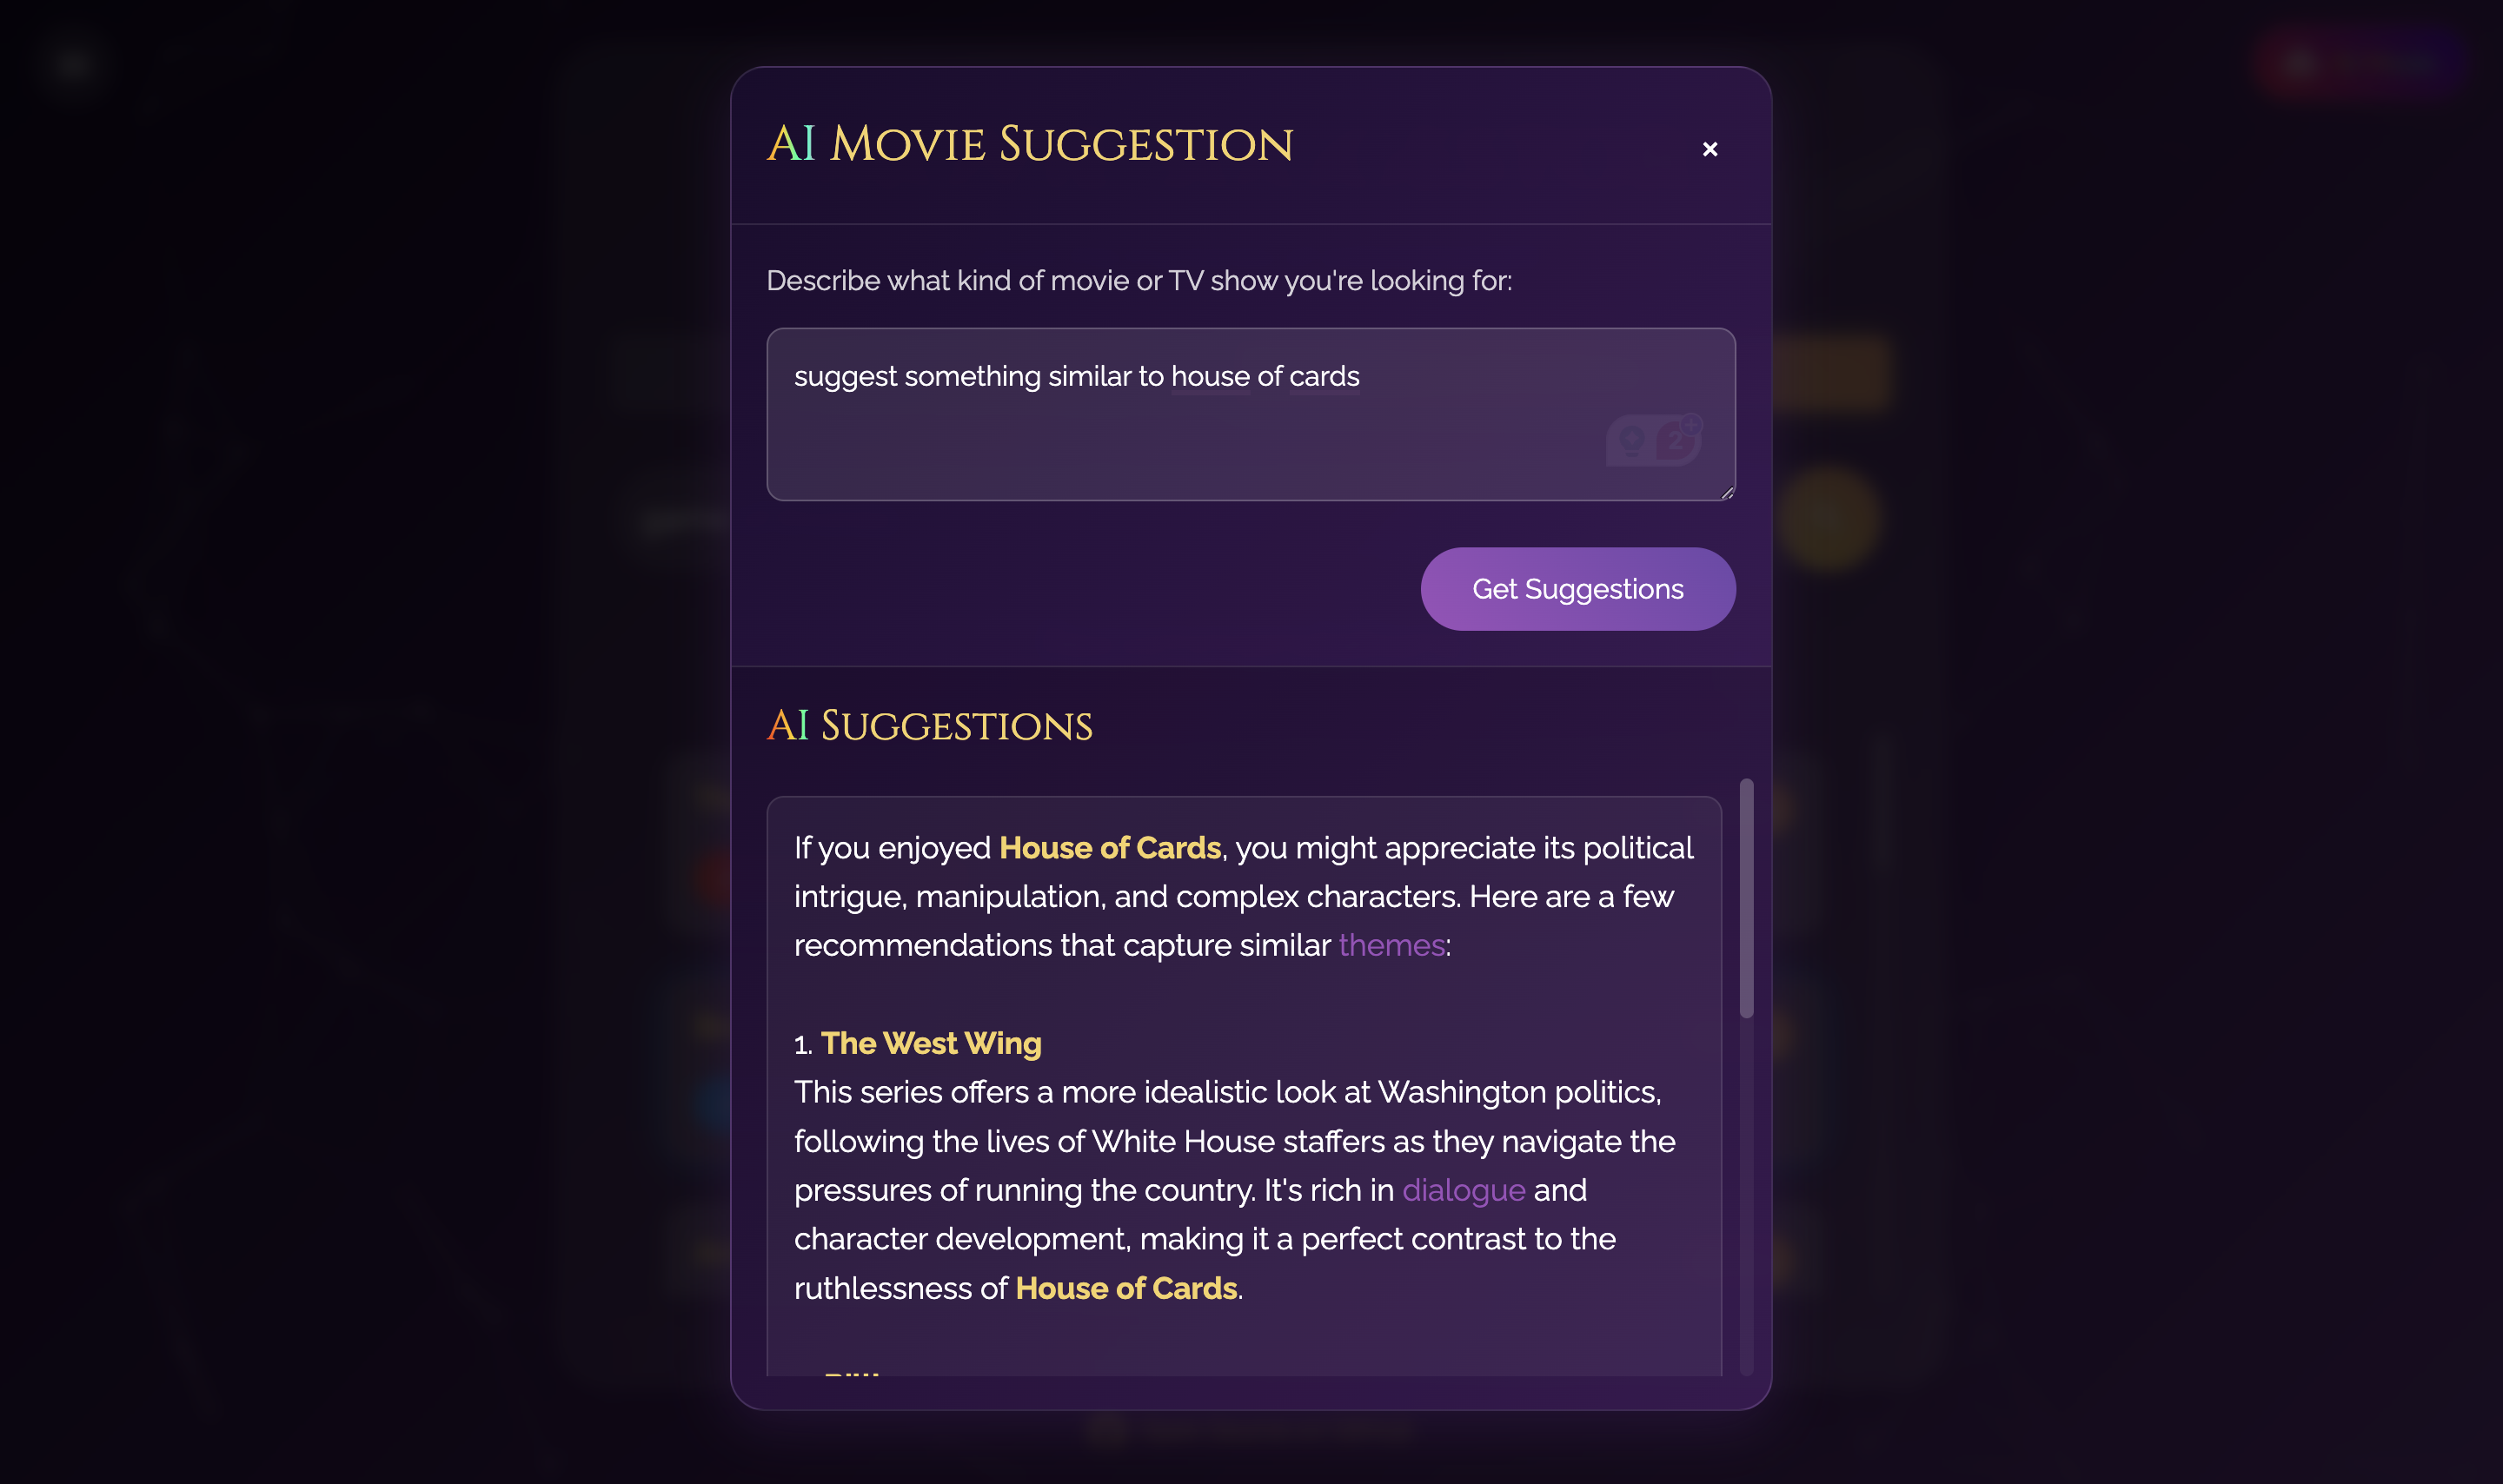 AI Movie Suggestion
×
Describe what kind of movie or TV show you're looking for:
suggest something similar to house of cards
2
Get Suggestions
AI Suggestions
If you enjoyed House of Cards, you might appreciate its political
intrigue, manipulation, and complex characters. Here are a few
recommendations that capture similar themes:
1. The West Wing
This series offers a more idealistic look at Washington politics,
following the lives of White House staffers as they navigate the
pressures of running the country. It's rich in dialogue and
character development, making it a perfect contrast to the
ruthlessness of House of Cards.